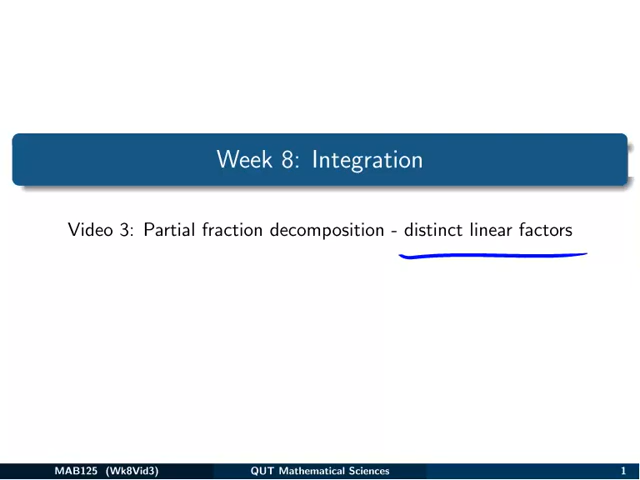 Week 8: Integration
Video 3: Partial fraction decomposition - distinct linear factors
MAB125 (Wk8Vid3) QUT Mathematical Sciences 1